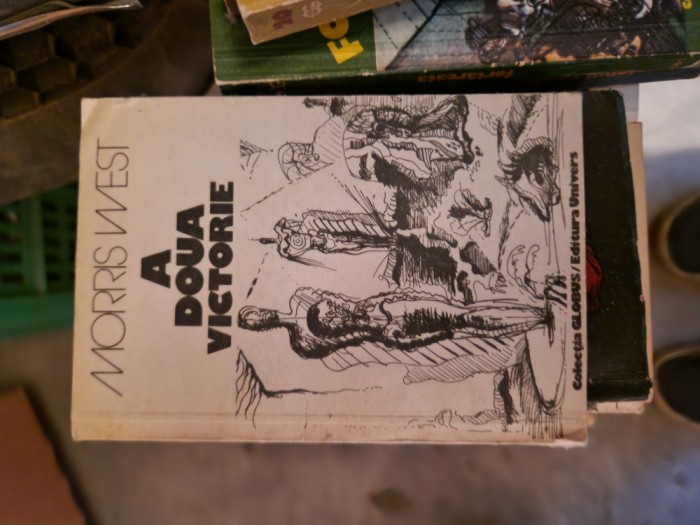 MORRIS WEST
A
DOUA
VICTORIE
Colecția GLOBUS/Editura Univers